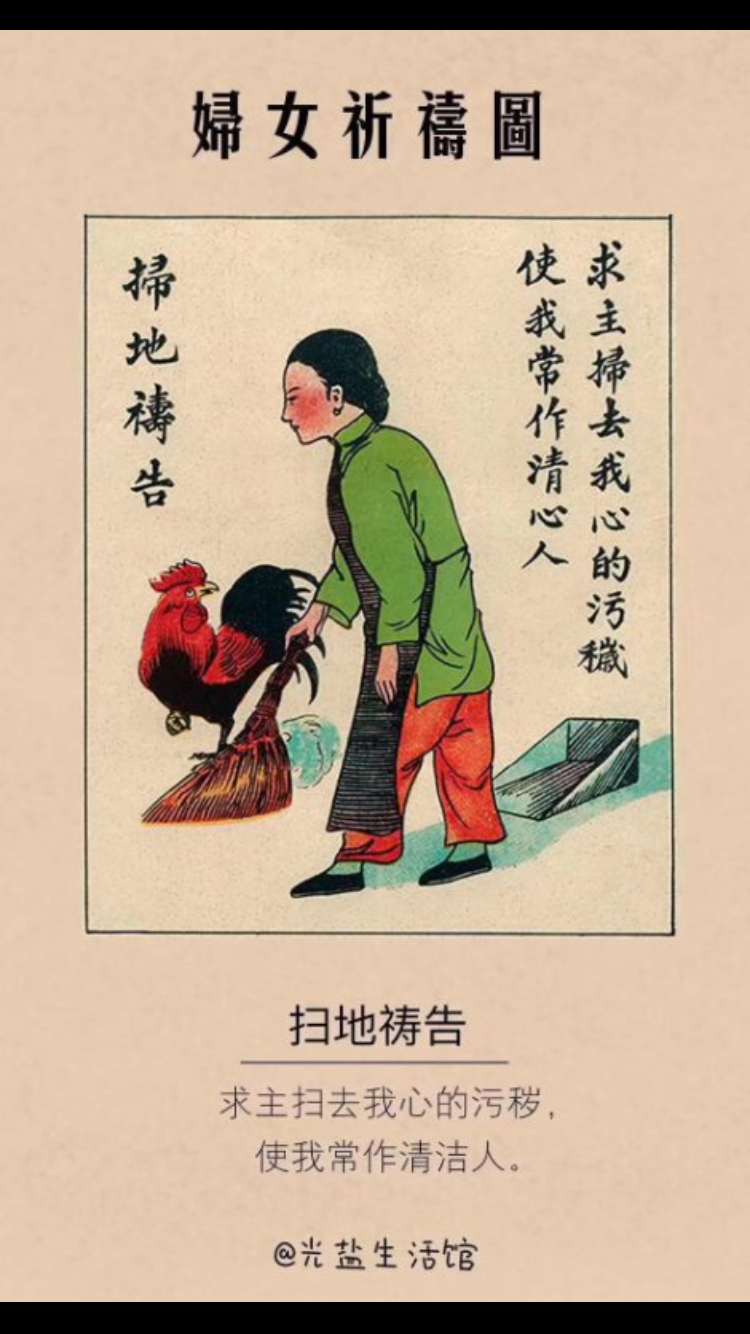 婦女祈禱圖
求主掃去我心的污穢
使我常作清心人
掃地禱告
扫地祷告
求主扫去我心的污秽，
使我常作清洁人。
@光盐生活馆